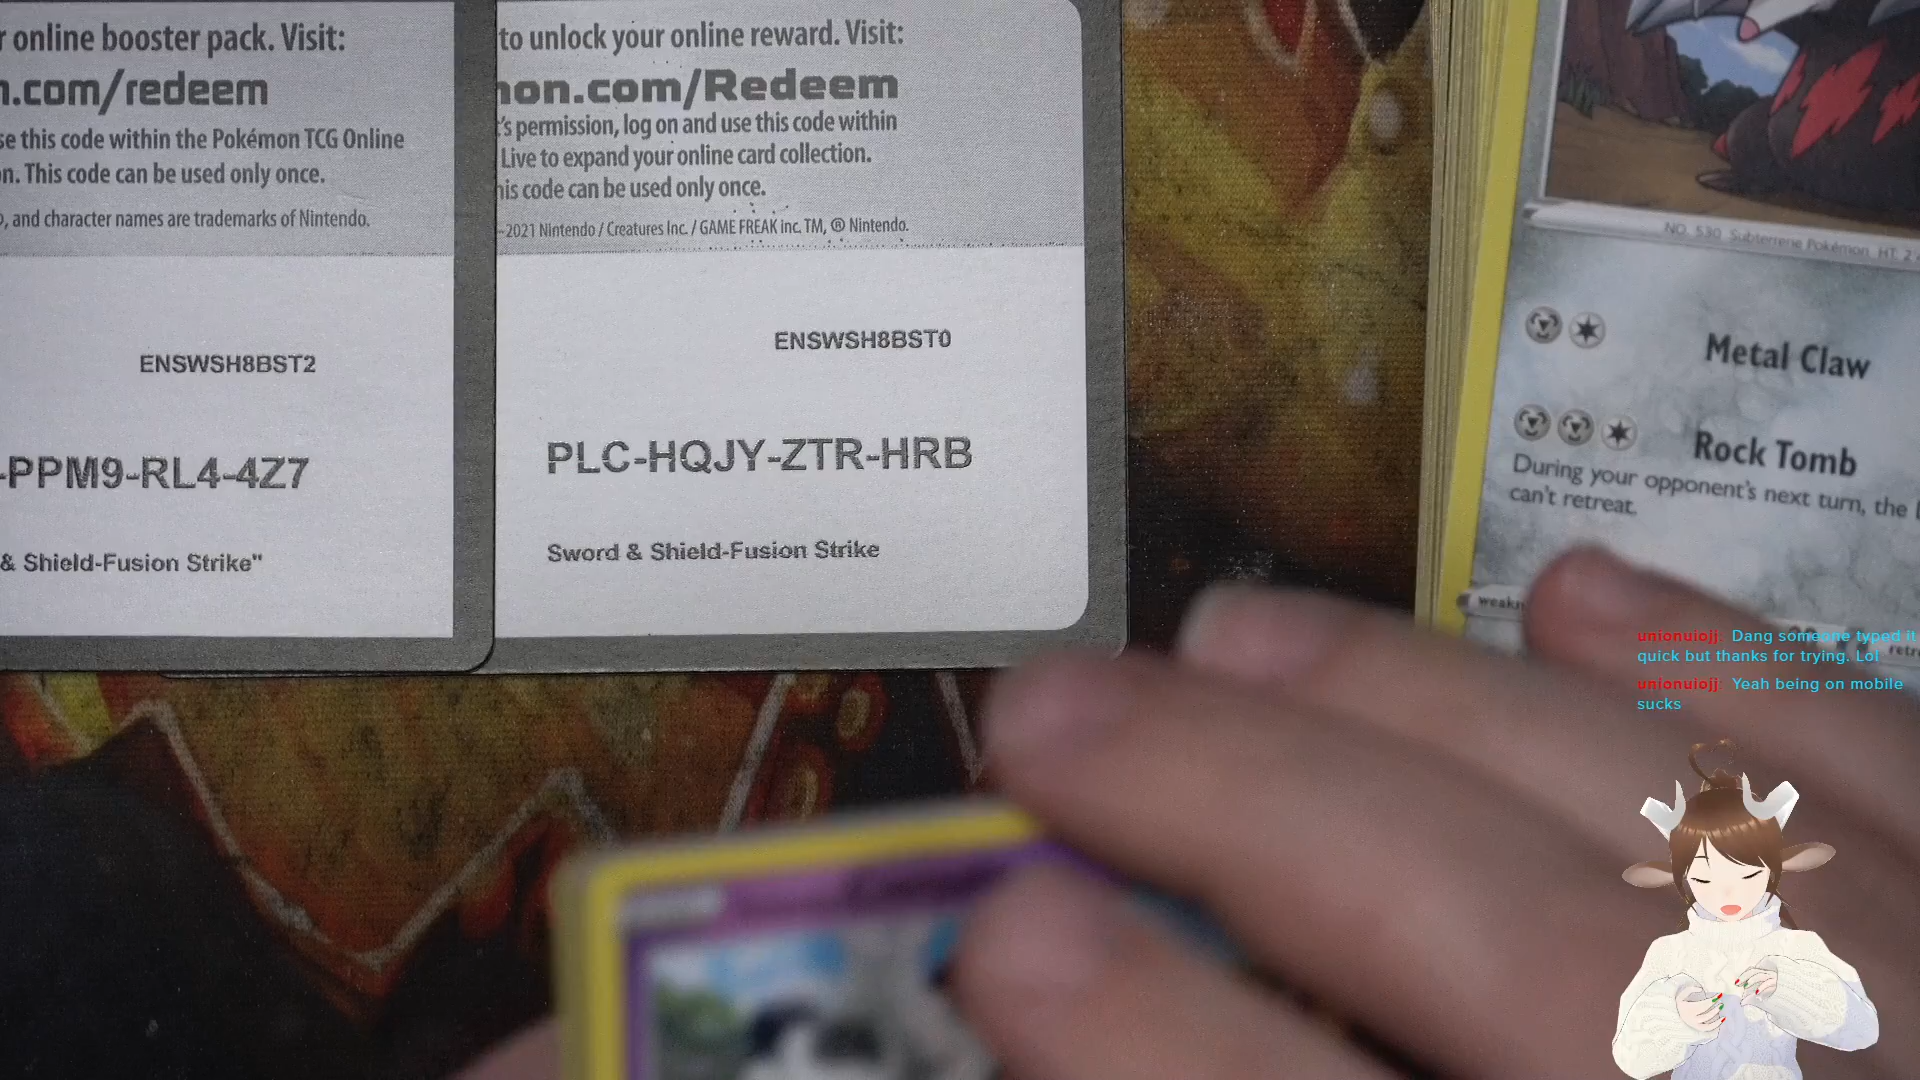 online booster pack. Visit:
.com/redeem
se this code within the Pokémon TCG Online
n. This code can be used only once.
, and character names are trademarks of Nintendo.
ENSWSH8BST2
-PPM9-RL4-4Z7
& Shield-Fusion Strike"
to unlock your online reward. Visit:
non.com/Redeem
's permission, log on and use this code within
Live to expand your online card collection.
his code can be used only once.
-2021 Nintendo / Creatures Inc. / GAME FREAK inc. TM, ® Nintendo.
ENSWSH8BST0
PLC-HQJY-ZTR-HRB
Sword & Shield-Fusion Strike
NO. 530 Subterrene Pokémon HT. 2'
Metal Claw
Rock Tomb
During your opponent's next turn, the
can't retreat.
weakn
retre
unionuiojj: Dang someone typed it
quick but thanks for trying. Lol
unionuiojj: Yeah being on mobile
sucks